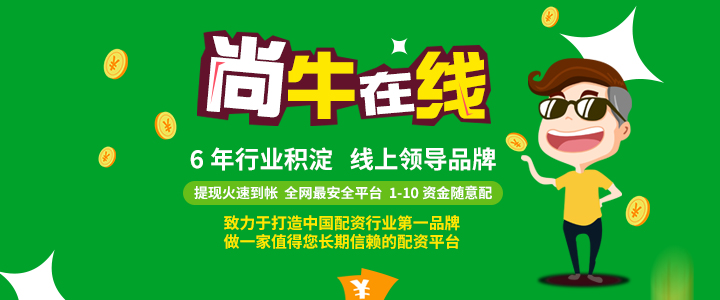 尚牛在线
6 年行业积淀 线上领导品牌
提现火速到帐 全网最安全平台 1-10 资金随意配
致力于打造中国配资行业第一品牌
做一家值得您长期信赖的配资平台
¥